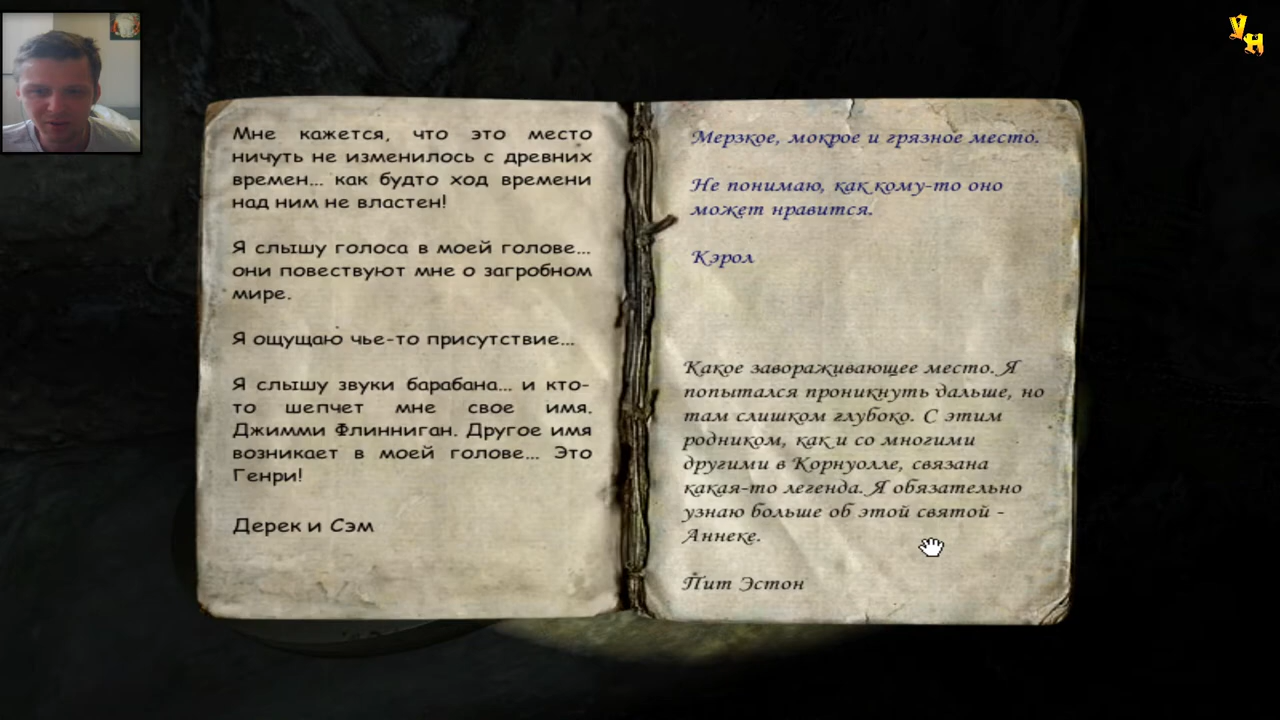 УН
Мне кажется, что это место
ничуть не изменилось с древних
времен... как будто ход времени
над ним не властен!
Я слышу голоса в моей голове...
они повествуют мне о загробном
мире.
Я ощущаю чье-то присутствие...
Я слышу звуки барабана... и кто-
то шепчет мне свое имя.
Джимми Флинниган. Другое имя
возникает в моей голове... Это
Генри!
Дерек и Сэм
Мерзкое, мокрое и грязное место.
Не понимаю, как кому-то оно
может нравится.
Кэрол
Какое завораживающее место. Я
попытался проникнуть дальше, но
там слишком глубоко. С этим
родником, как и со многими
другими в Корнуолле, связана
какая-то легенда. Я обязательно
узнаю больше об этой святой -
Аннеке.
Пит Эстон